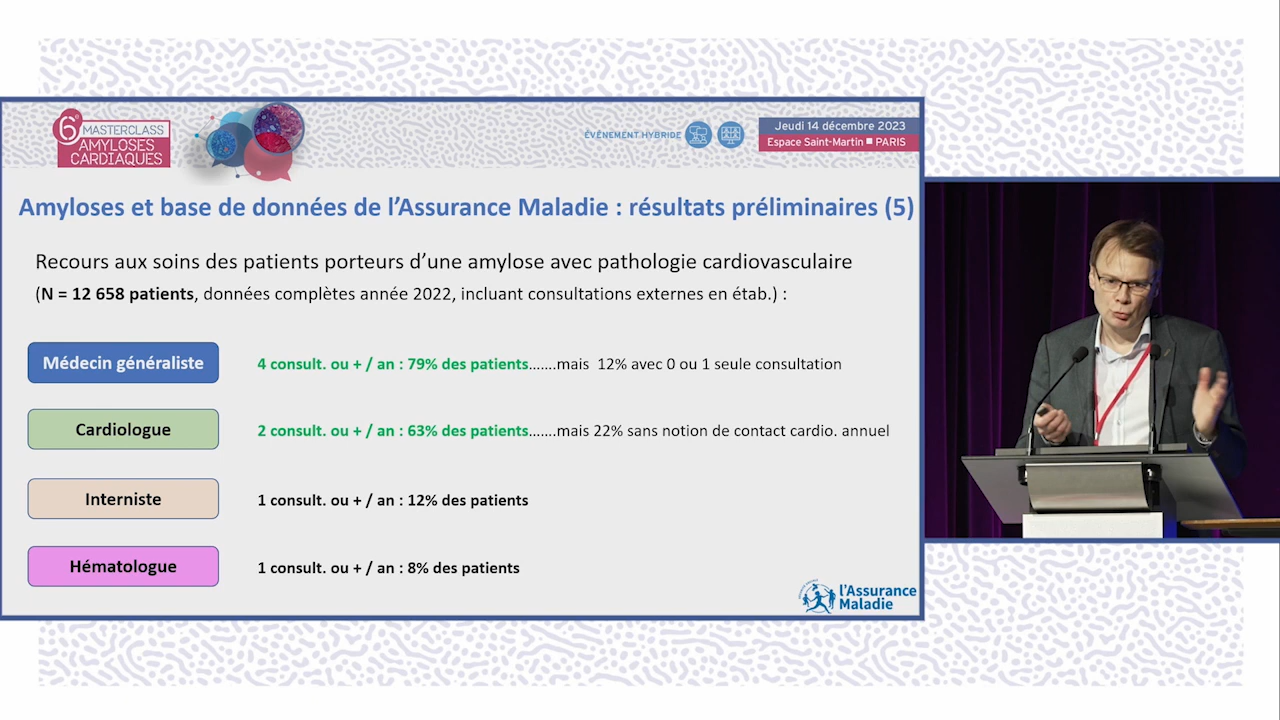 6e MASTERCLASS
AMYLOSES
CARDIAQUES
ÉVÉNEMENT HYBRIDE
Jeudi 14 décembre 2023
Espace Saint-Martin ■ PARIS
Amyloses et base de données de l’Assurance Maladie : résultats préliminaires (5)
Recours aux soins des patients porteurs d’une amylose avec pathologie cardiovasculaire
(N = 12 658 patients, données complètes année 2022, incluant consultations externes en étab.) :
Médecin généraliste 4 consult. ou + / an : 79% des patients.......mais 12% avec 0 ou 1 seule consultation
Cardiologue 2 consult. ou + / an : 63% des patients.......mais 22% sans notion de contact cardio. annuel
Interniste 1 consult. ou + / an : 12% des patients
Hématologue 1 consult. ou + / an : 8% des patients
l’Assurance
Maladie